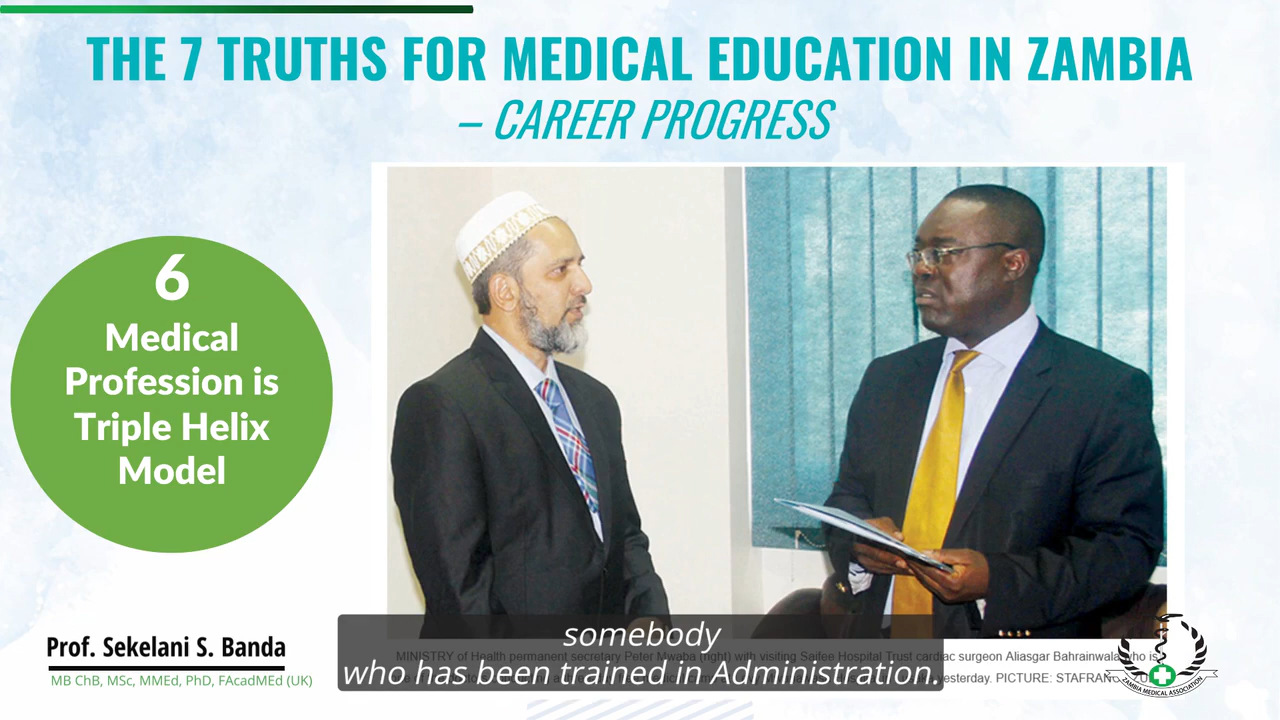 THE 7 TRUTHS FOR MEDICAL EDUCATION IN ZAMBIA
– CAREER PROGRESS
6
Medical
Profession is
Triple Helix
Model
Prof. Sekelani S. Banda
MB ChB, MSc, MMEd, PhD, FAcadMEd (UK)
somebody
who has been trained in Administration.
MINISTRY of Health permanent secretary Peter Mwaba (right) with visiting Saifee Hospital Trust cardiac surgeon Aliasgar Bahrainwala who is
yesterday. PICTURE:
ZAMBIA MEDICAL ASSOCIATION